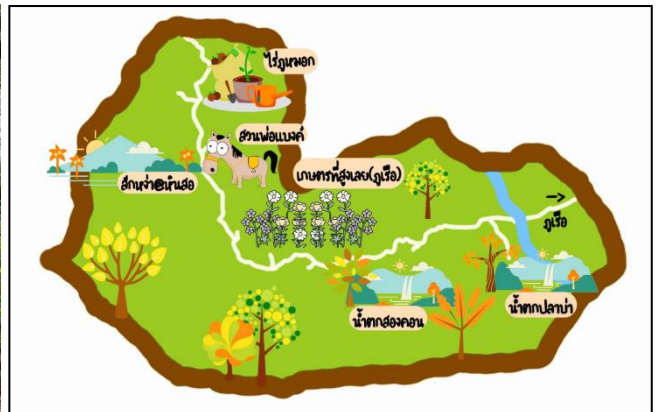 ไร่ภูหมอก
สวนพ่อแบงค์
เกษตรที่สูงเลย(ภูเรือ)
สีกหง่า@หินสอ
ภูเรือ
น้ำตกสองคอน
น้ำตกปลาบ่า